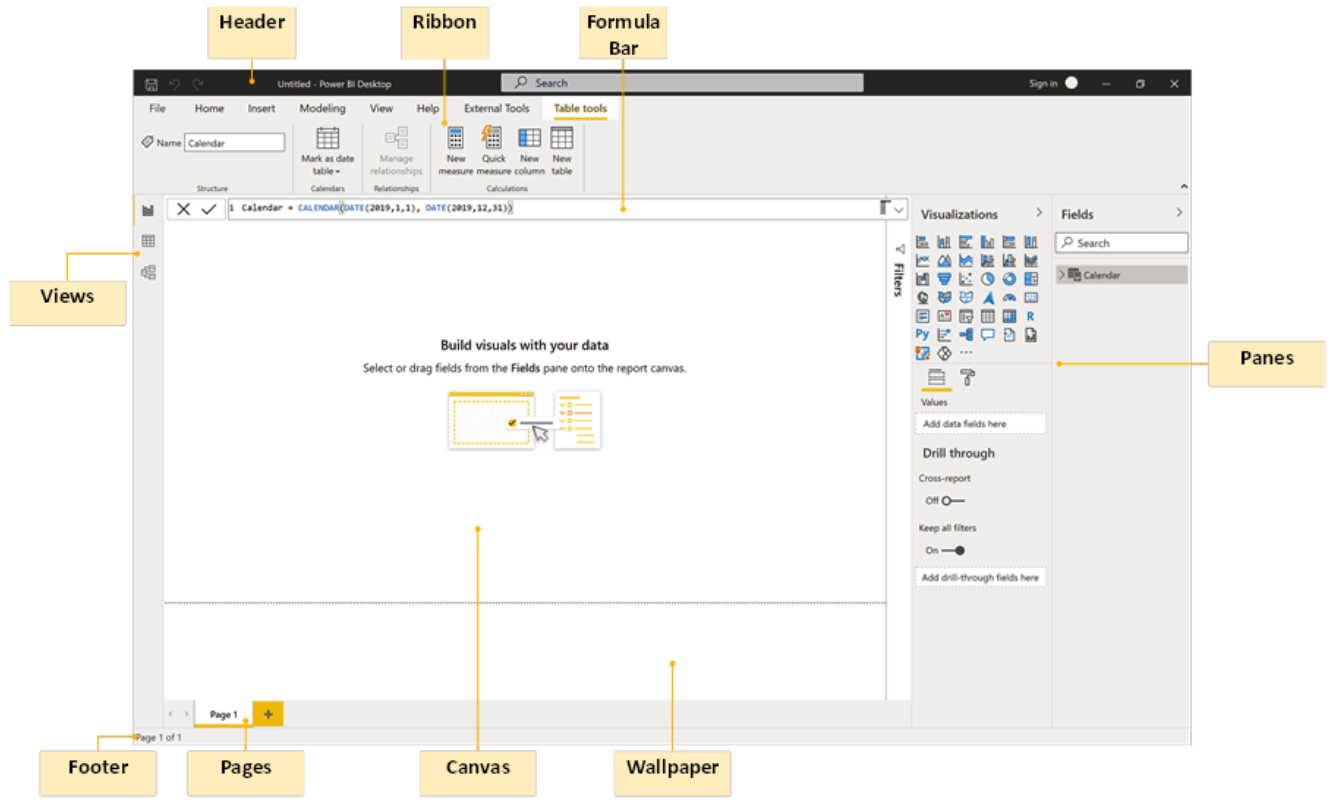 Header
Ribbon
Formula
Bar
Untitled - Power BI Desktop
Search
Sign in
File
Home
Insert
Modeling
View
Help
External Tools
Table tools
Name
Calendar
Mark as date
table
Manage
relationships
New
measure
Quick
measure
New
column
New
table
Structure
Calendars
Relationships
Calculations
1 Calendar = CALENDAR(DATE(2019,1,1), DATE(2019,12,31))
Visualizations
Fields
Search
Calendar
Filters
Views
Build visuals with your data
Select or drag fields from the Fields pane onto the report canvas.
R
Py
Panes
Values
Add data fields here
Drill through
Cross-report
Off
Keep all filters
On
Add drill-through fields here
Page 1
Page 1 of 1
Footer
Pages
Canvas
Wallpaper